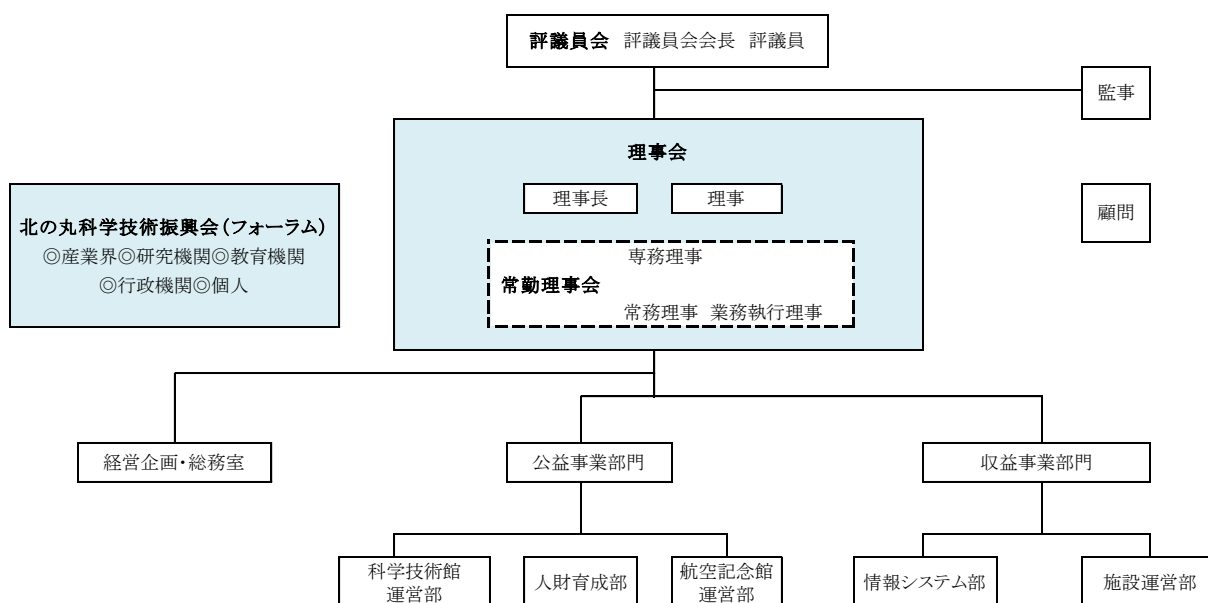 評議員会 評議員会会長 評議員
監事
理事会
理事長 理事
顧問
北の丸科学技術振興会(フォーラム)
◎産業界◎研究機関◎教育機関
◎行政機関◎個人
専務理事
常勤理事会
常務理事 業務執行理事
経営企画・総務室
公益事業部門
収益事業部門
科学技術館
運営部
人財育成部
航空記念館
運営部
情報システム部
施設運営部